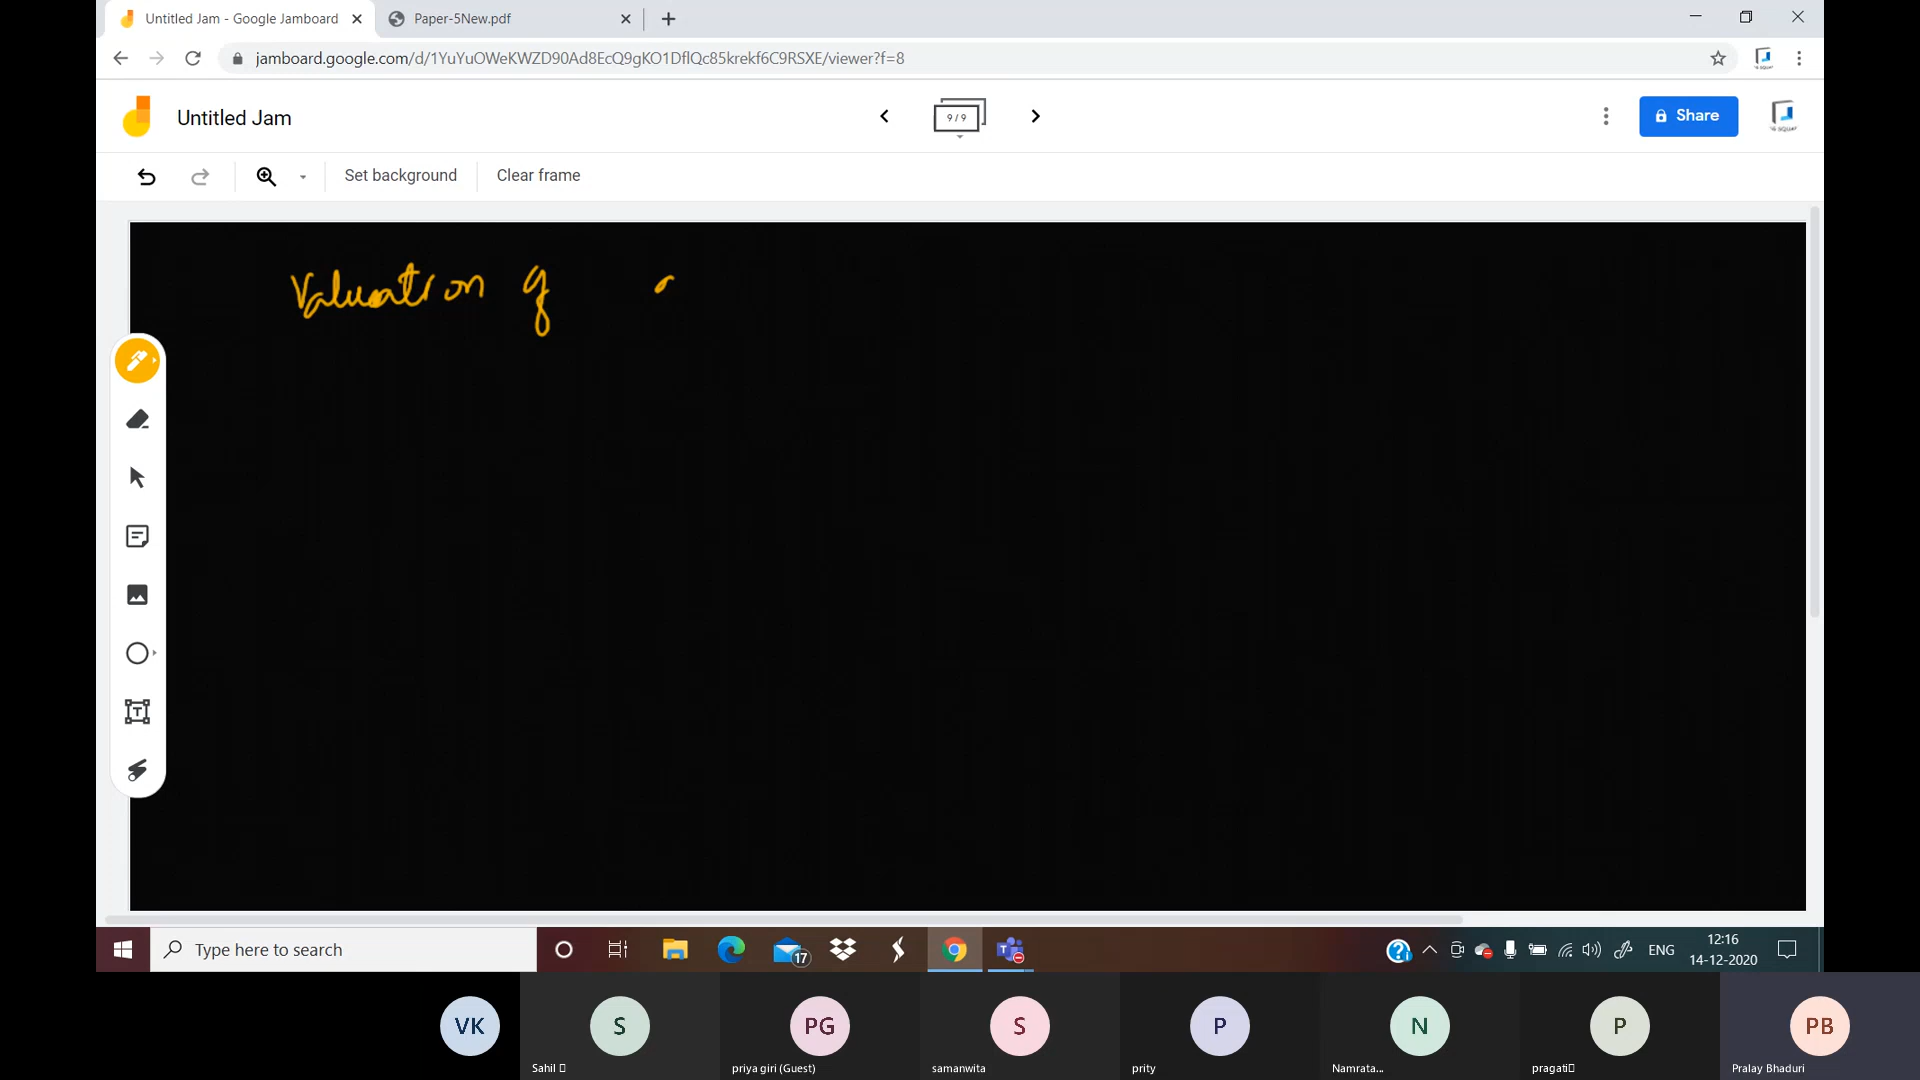 Untitled Jam - Google Jamboard
Paper-5New.pdf
jamboard.google.com/d/1YuYuOWeKWZD90Ad8EcQ9gKO1DflQc85krekf6C9RSXE/viewer?f=8
Untitled Jam
9 / 9
Share
Set background
Clear frame
Valuation of
Type here to search
17
ENG
12:16
14-12-2020
VK
S
PG
S
P
N
P
PB
Sahil
priya giri (Guest)
samanwita
prity
Namrata...
pragati
Pralay Bhaduri